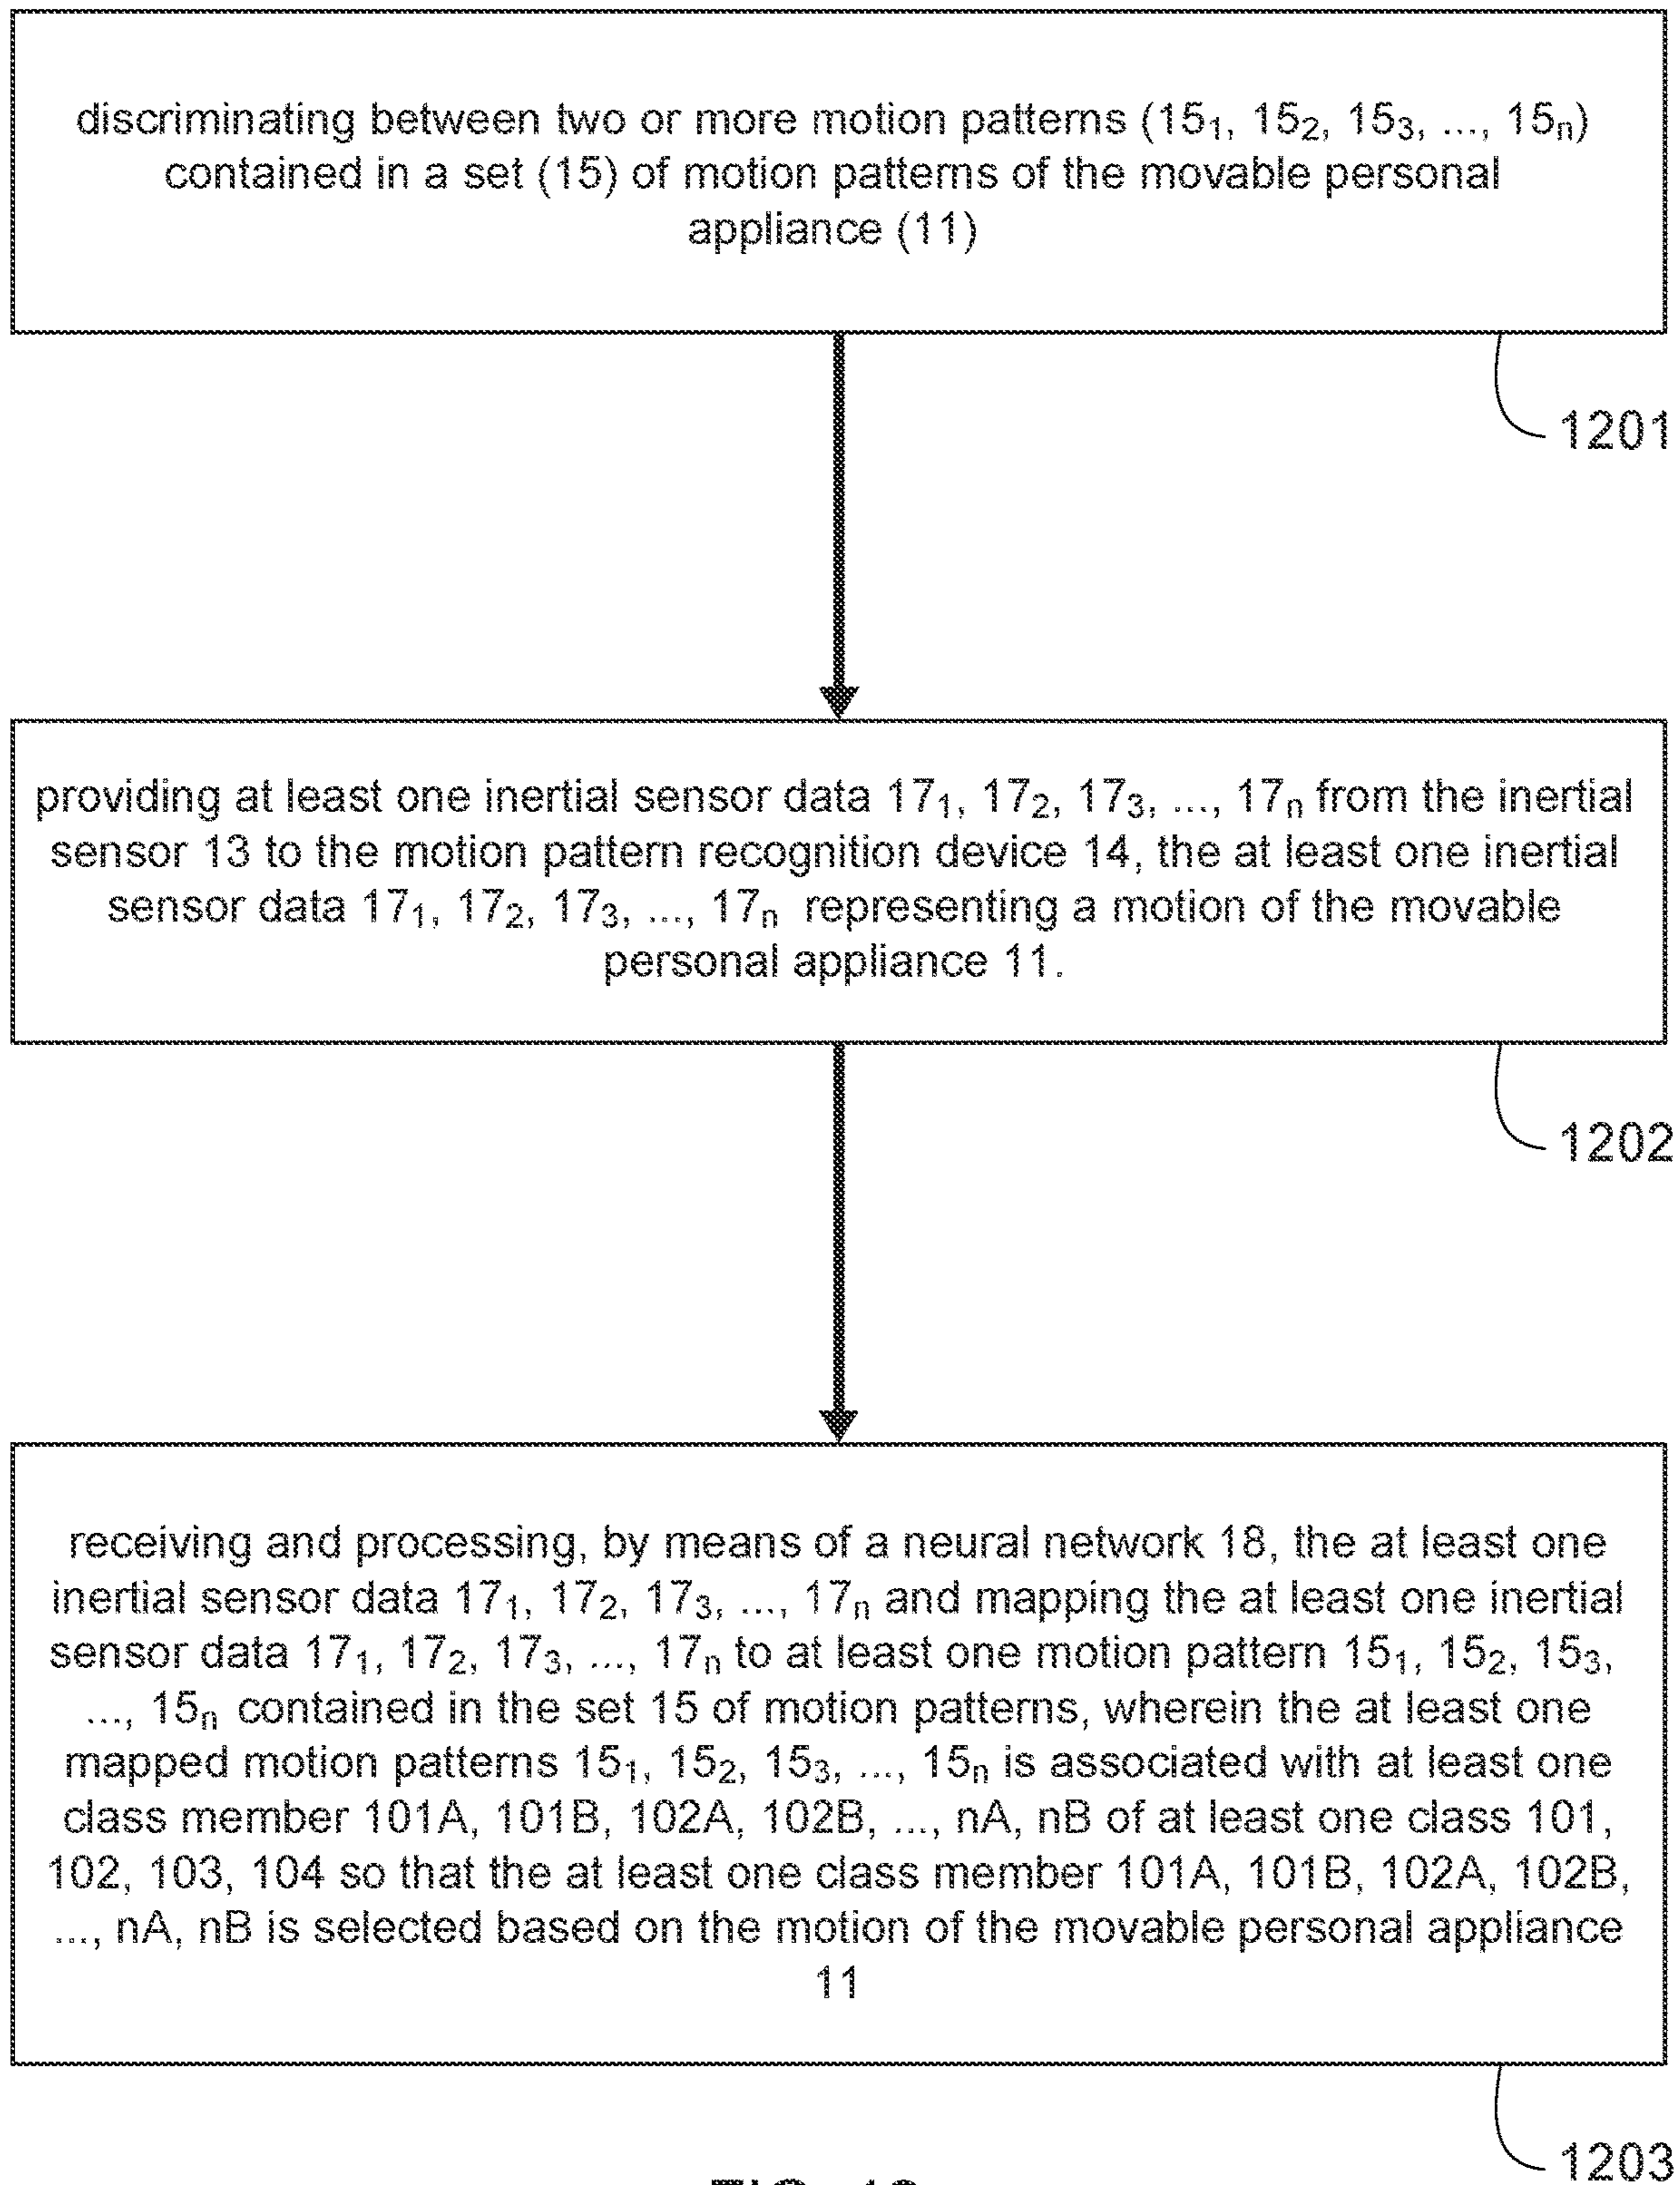 discriminating between two or more motion patterns (15₁, 15₂, 15₃, ..., 15ₙ)
contained in a set (15) of motion patterns of the movable personal
appliance (11)
1201
providing at least one inertial sensor data 17₁, 17₂, 17₃, ..., 17ₙ from the inertial
sensor 13 to the motion pattern recognition device 14, the at least one inertial
sensor data 17₁, 17₂, 17₃, ..., 17ₙ representing a motion of the movable
personal appliance 11.
1202
receiving and processing, by means of a neural network 18, the at least one
inertial sensor data 17₁, 17₂, 17₃, ..., 17ₙ and mapping the at least one inertial
sensor data 17₁, 17₂, 17₃, ..., 17ₙ to at least one motion pattern 15₁, 15₂, 15₃,
..., 15ₙ contained in the set 15 of motion patterns, wherein the at least one
mapped motion patterns 15₁, 15₂, 15₃, ..., 15ₙ is associated with at least one
class member 101A, 101B, 102A, 102B, ..., nA, nB of at least one class 101,
102, 103, 104 so that the at least one class member 101A, 101B, 102A, 102B,
..., nA, nB is selected based on the motion of the movable personal appliance
11
1203